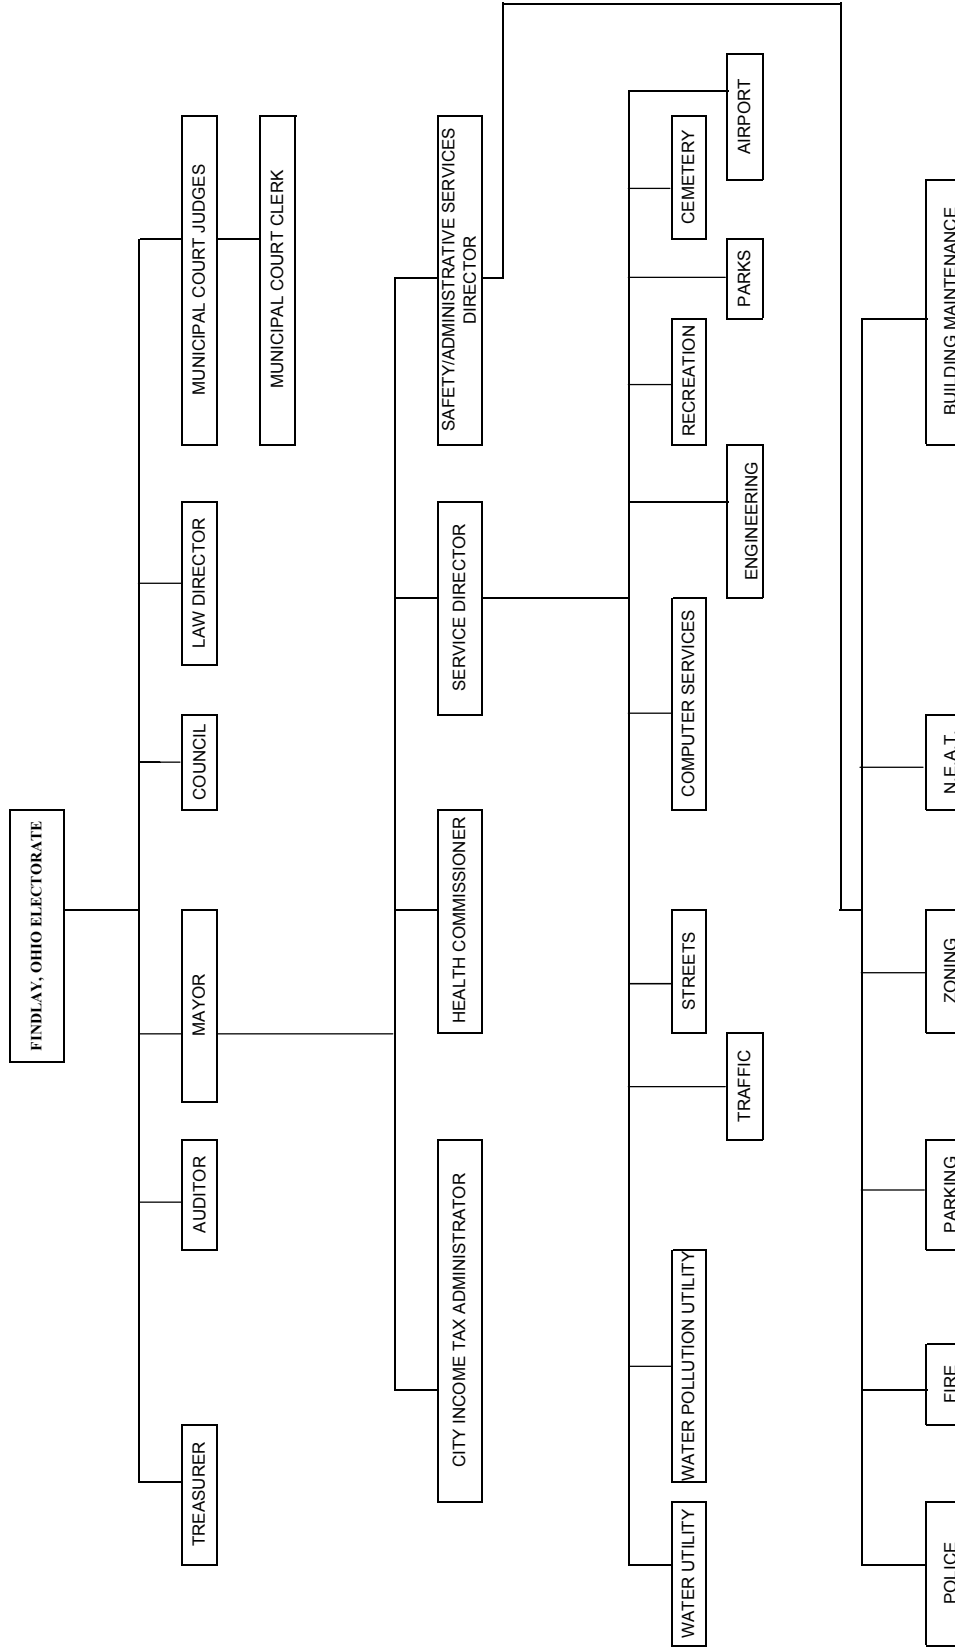 FINDLAY, OHIO ELECTORATE
TREASURER
AUDITOR
MAYOR
COUNCIL
LAW DIRECTOR
MUNICIPAL COURT JUDGES
MUNICIPAL COURT CLERK
CITY INCOME TAX ADMINISTRATOR
HEALTH COMMISSIONER
SERVICE DIRECTOR
SAFETY/ADMINISTRATIVE SERVICES
DIRECTOR
WATER UTILITY
WATER POLLUTION UTILITY
STREETS
COMPUTER SERVICES
RECREATION
CEMETERY
TRAFFIC
ENGINEERING
PARKS
AIRPORT
POLICE
FIRE
PARKING
ZONING
N.E.A.T.
BUILDING MAINTENANCE